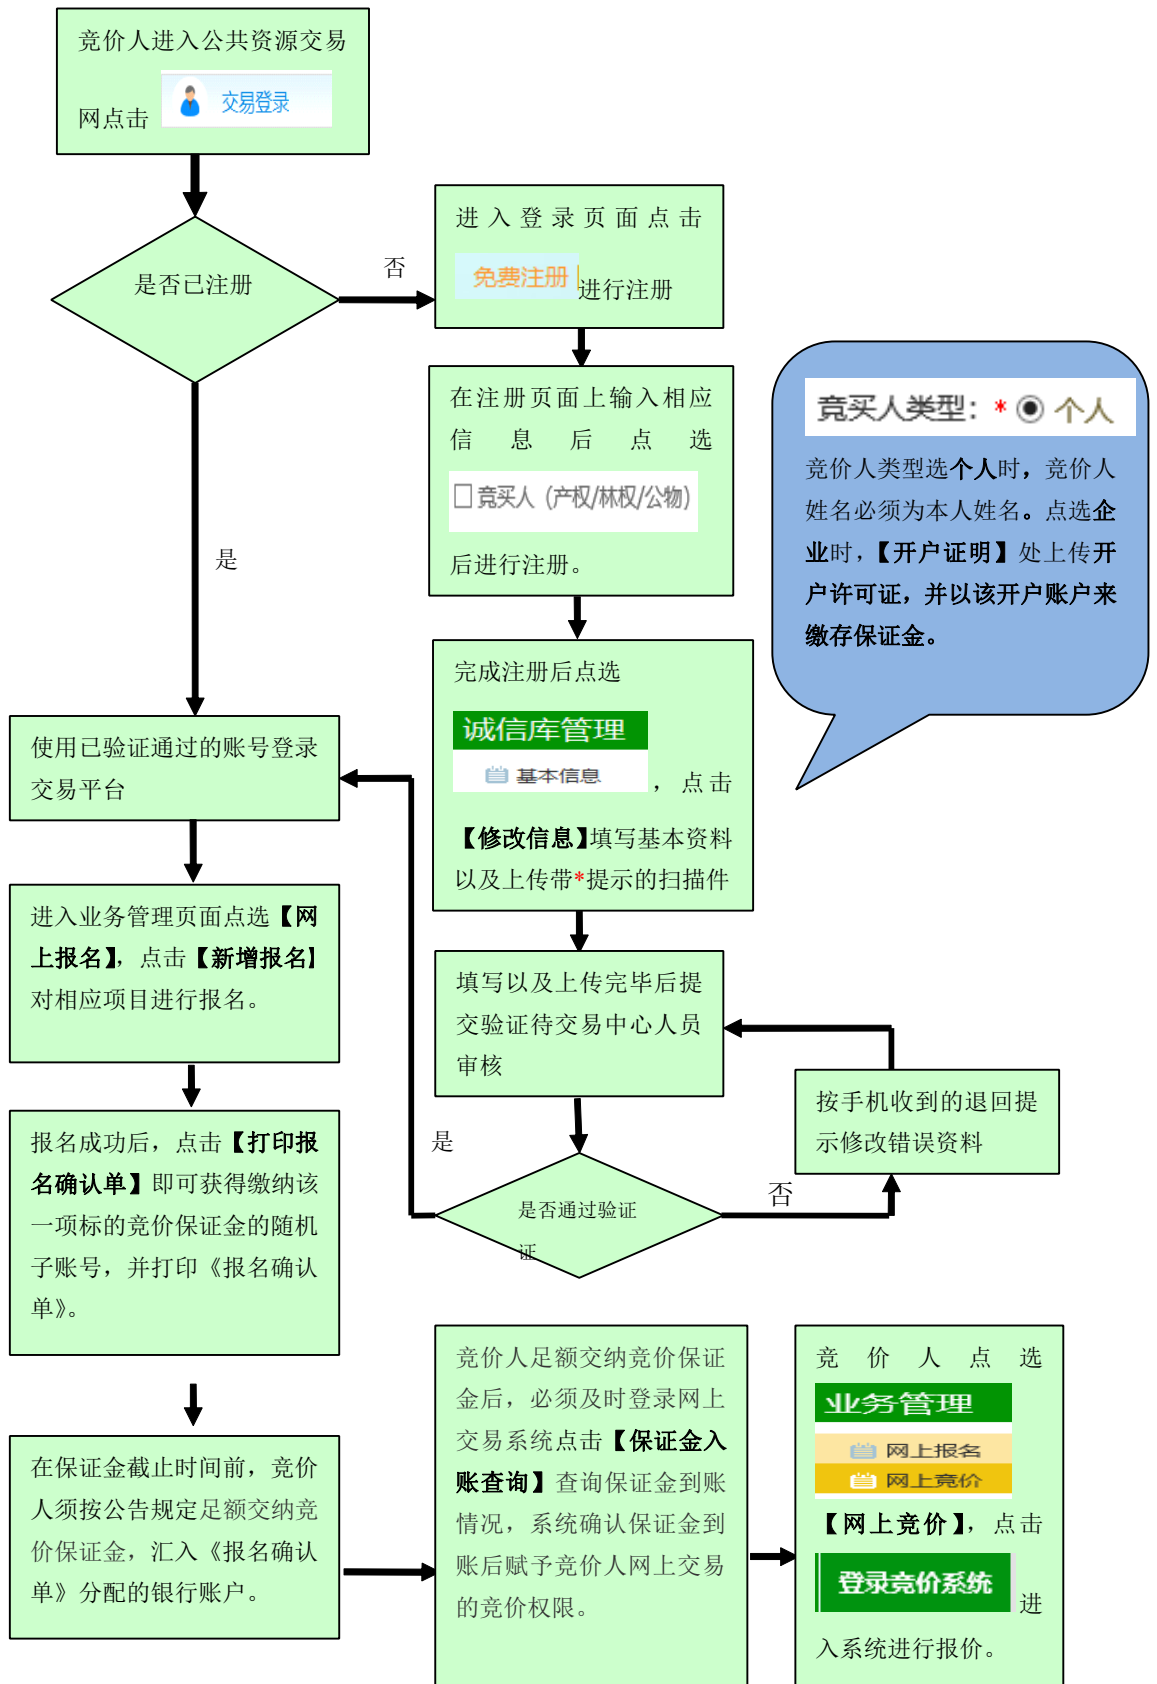 竞价人进入公共资源交易
网点击 交易登录
是否已注册
否
进入登录页面点击
免费注册 进行注册
在注册页面上输入相应
信息后点选
□竞买人（产权/林权/公物）
后进行注册。
竞买人类型：* 个人
竞价人类型选个人时，竞价人
姓名必须为本人姓名。点选企
业时，【开户证明】处上传开
户许可证，并以该开户账户来
缴存保证金。
是
完成注册后点选
诚信库管理
基本信息 ，点击
【修改信息】填写基本资料
以及上传带*提示的扫描件
使用已验证通过的账号登录
交易平台
进入业务管理页面点选【网
上报名】，点击【新增报名】
对相应项目进行报名。
填写以及上传完毕后提
交验证待交易中心人员
审核
按手机收到的退回提
示修改错误资料
是
否
是否通过验证
证
报名成功后，点击【打印报
名确认单】即可获得缴纳该
一项标的竞价保证金的随机
子账号，并打印《报名确认
单》。
在保证金截止时间前，竞价
人须按公告规定足额交纳竞
价保证金，汇入《报名确认
单》分配的银行账户。
竞价人足额交纳竞价保证
金后，必须及时登录网上
交易系统点击【保证金入
账查询】查询保证金到账
情况，系统确认保证金到
账后赋予竞价人网上交易
的竞价权限。
竞价人点选
业务管理
网上报名
网上竞价
【网上竞价】，点击
登录竞价系统 进
入系统进行报价。